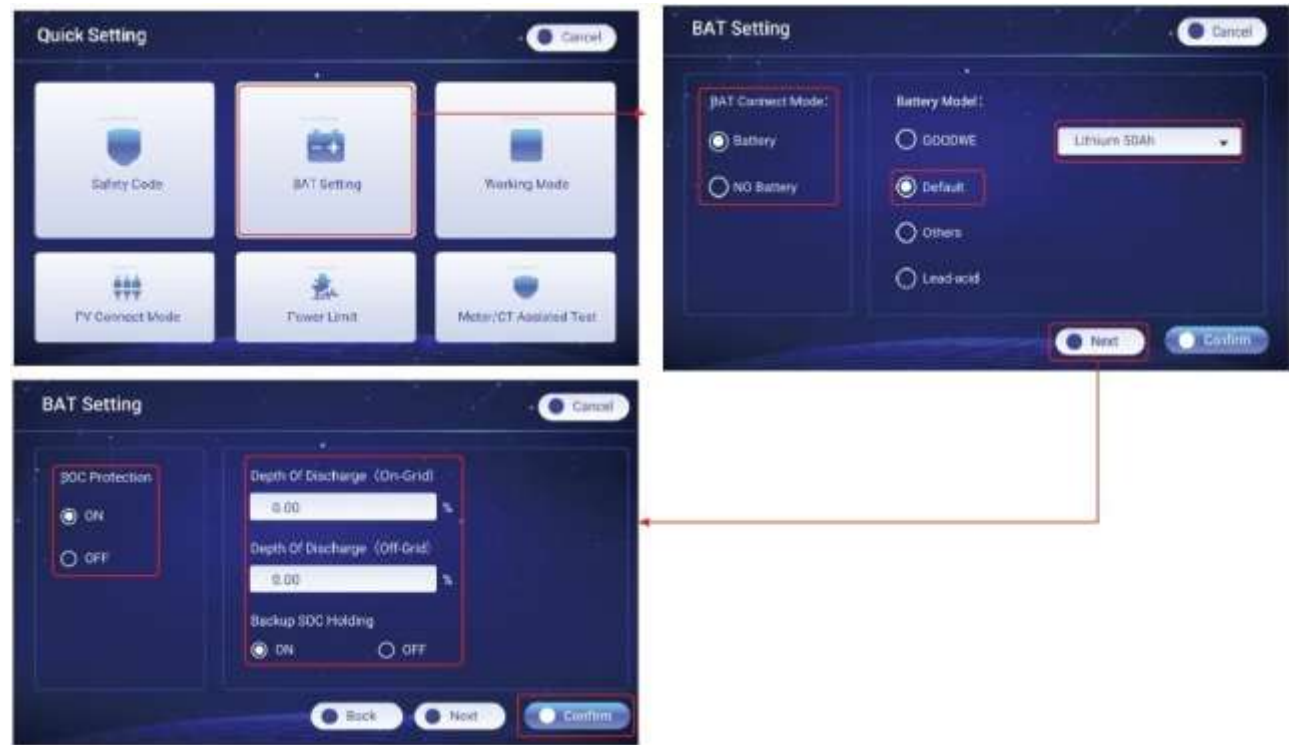 Quick Setting
Cancel
Safety Code
BAT Setting
Working Mode
PV Connect Mode
Power Limit
Meter/CT Assisted Test
BAT Setting
Cancel
BAT Connect Mode:
Battery
NO Battery
Battery Model:
GOODWE
Lithium 50Ah
Default
Others
Lead-acid
Next
Confirm
BAT Setting
Cancel
SOC Protection
ON
OFF
Depth Of Discharge (On-Grid)
0.00 %
Depth Of Discharge (Off-Grid)
0.00 %
Backup SOC Holding
ON OFF
Back
Next
Confirm